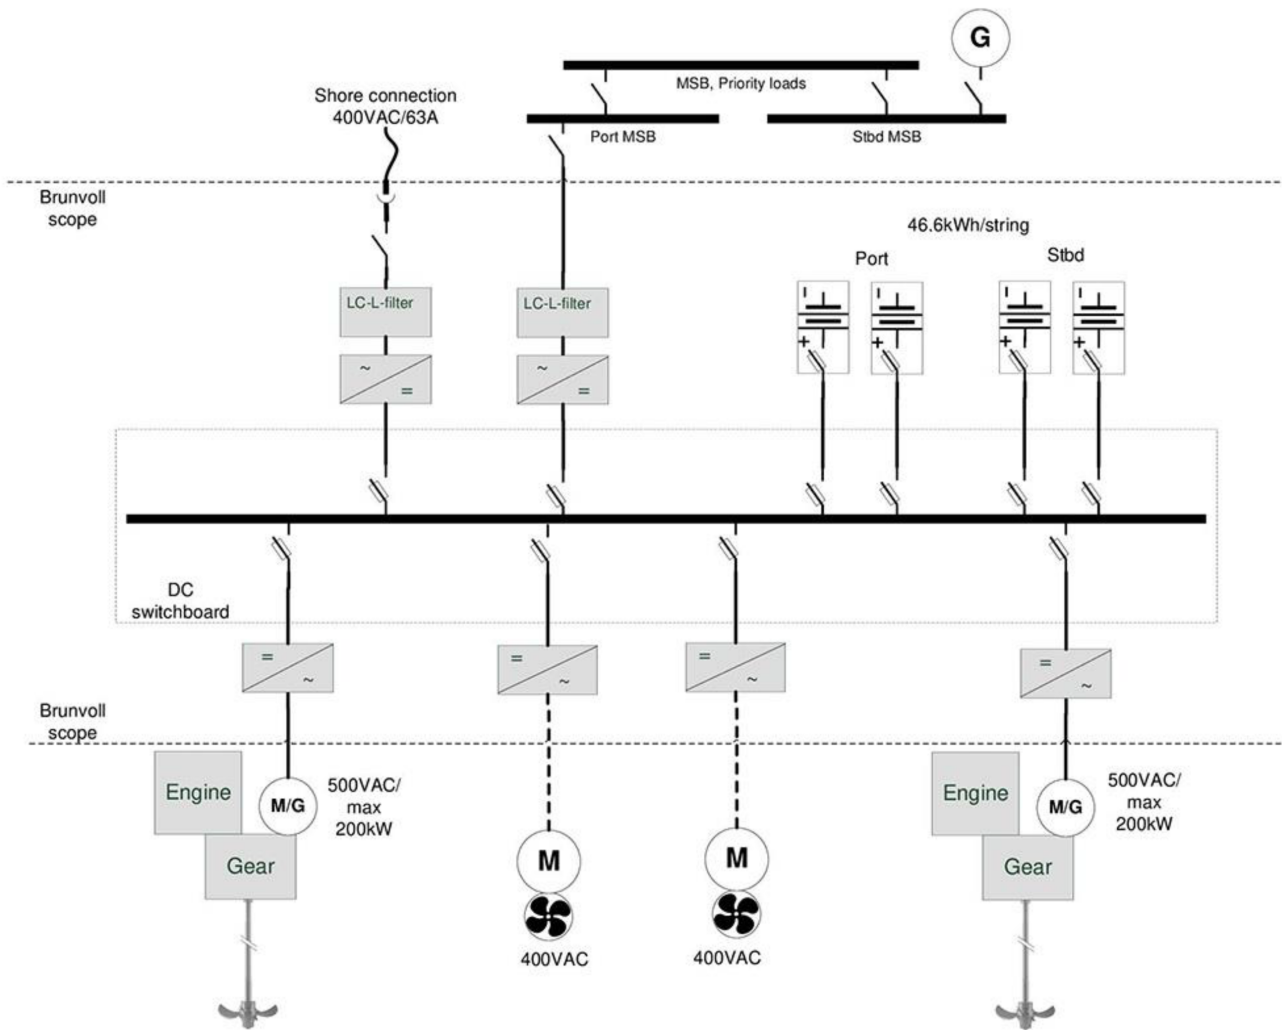 G
MSB, Priority loads
Shore connection
400VAC/63A
Port MSB
Stbd MSB
Brunvoll
scope
46.6kWh/string
Port
Stbd
LC-L-filter
LC-L-filter
~
=
~
=
+
+
+
+
DC
switchboard
=
~
=
~
=
~
=
~
Brunvoll
scope
Engine
M/G
500VAC/
max
200kW
Gear
M
400VAC
M
400VAC
Engine
M/G
500VAC/
max
200kW
Gear